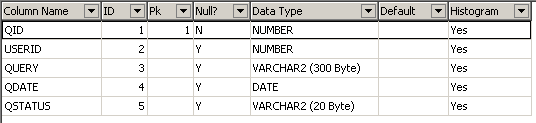 Column Name ID Pk Null? Data Type Default Histogram
QID 1 1 N NUMBER Yes
USERID 2 Y NUMBER Yes
QUERY 3 Y VARCHAR2 (300 Byte) Yes
QDATE 4 Y DATE Yes
QSTATUS 5 Y VARCHAR2 (20 Byte) Yes